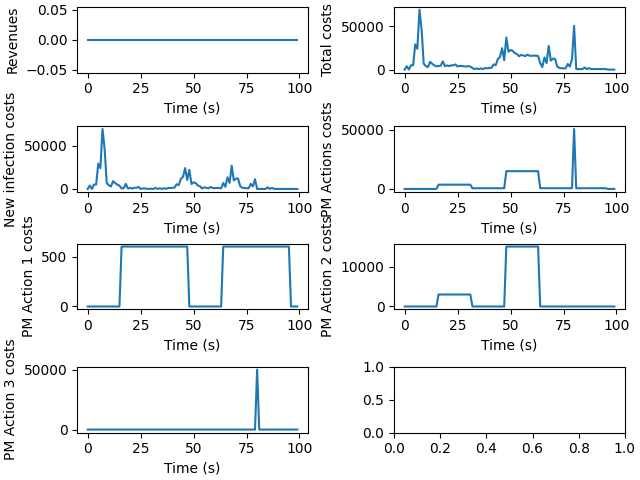 Revenues
0.05
0.00
−0.05
0 25 50 75 100
Time (s)
Total costs
50000
0
0 25 50 75 100
Time (s)
New infection costs
50000
0
0 25 50 75 100
Time (s)
PM Actions costs
50000
0
0 25 50 75 100
Time (s)
PM Action 1 costs
500
0
0 25 50 75 100
Time (s)
PM Action 2 costs
10000
0
0 25 50 75 100
Time (s)
PM Action 3 costs
50000
0
0 25 50 75 100
Time (s)
1.0
0.5
0.0
0.0 0.2 0.4 0.6 0.8 1.0